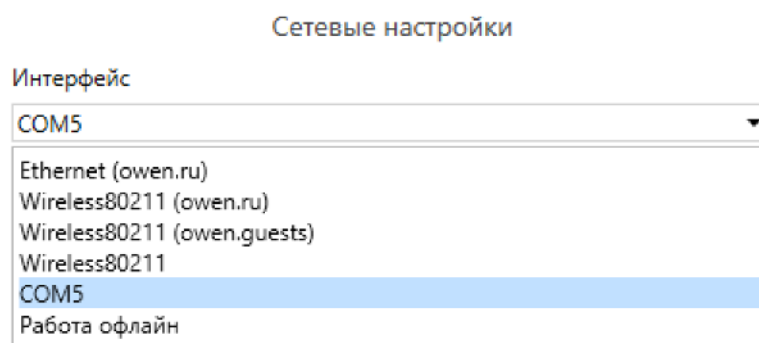 Сетевые настройки
Интерфейс
COM5
Ethernet (owen.ru)
Wireless80211 (owen.ru)
Wireless80211 (owen.guests)
Wireless80211
COM5
Работа офлайн